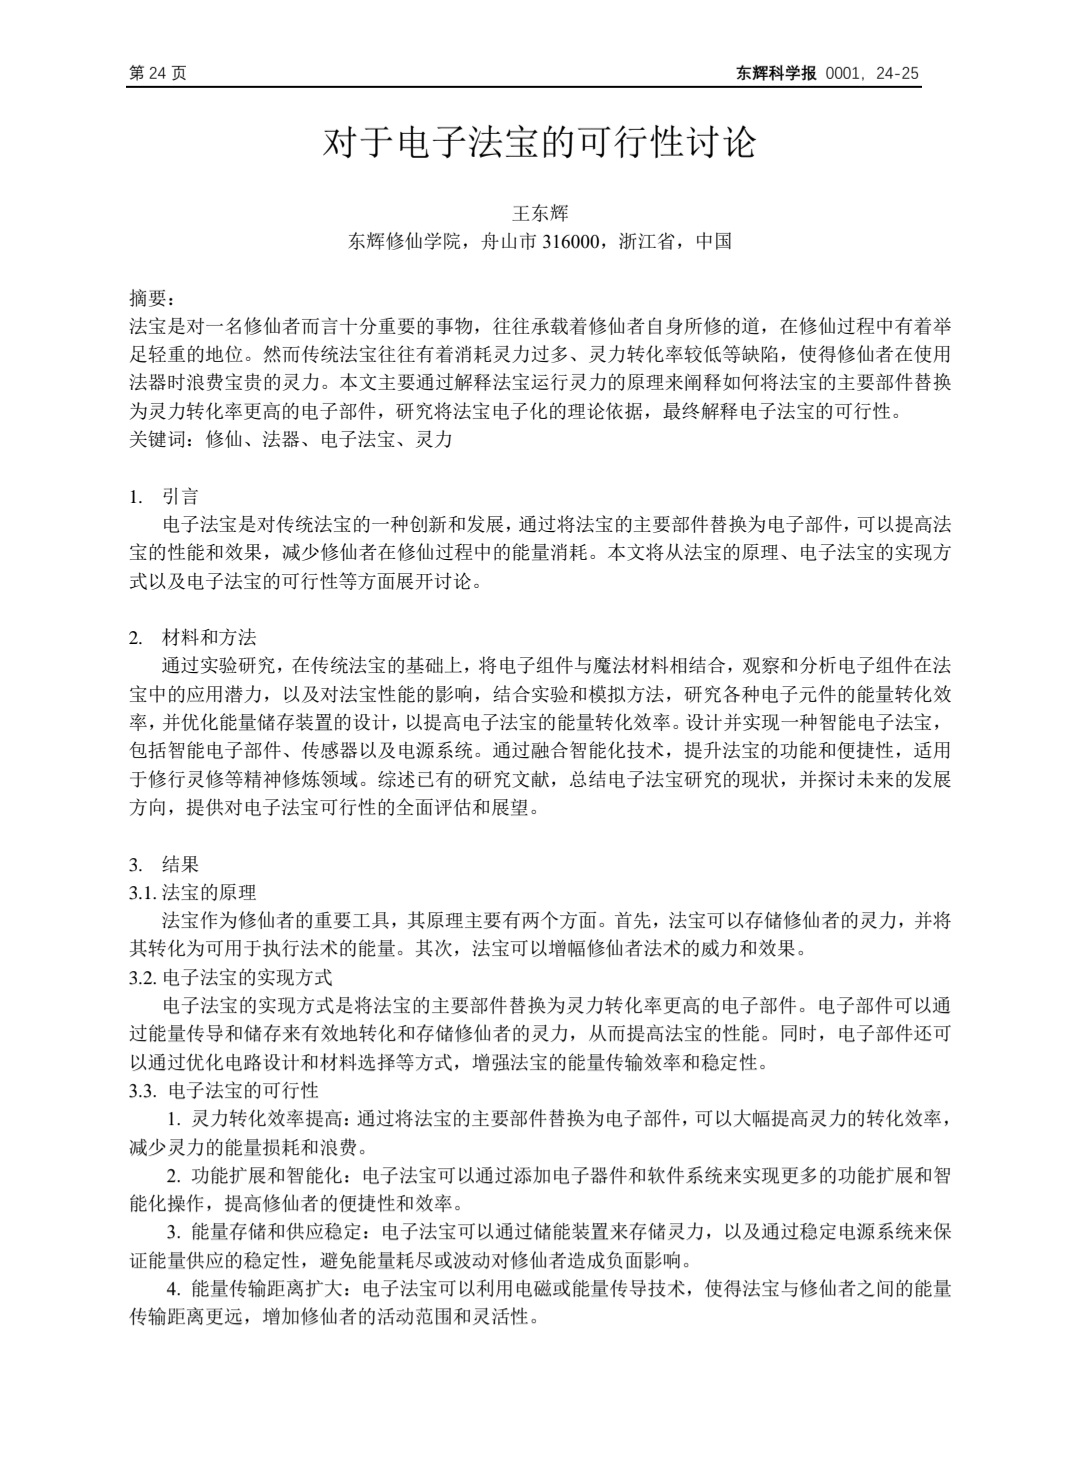 第 24 页
东辉科学报 0001，24-25
对于电子法宝的可行性讨论
王东辉
东辉修仙学院，舟山市 316000，浙江省，中国
摘要：
法宝是对一名修仙者而言十分重要的事物，往往承载着修仙者自身所修的道，在修仙过程中有着举
足轻重的地位。然而传统法宝往往有着消耗灵力过多、灵力转化率较低等缺陷，使得修仙者在使用
法器时浪费宝贵的灵力。本文主要通过解释法宝运行灵力的原理来阐释如何将法宝的主要部件替换
为灵力转化率更高的电子部件，研究将法宝电子化的理论依据，最终解释电子法宝的可行性。
关键词：修仙、法器、电子法宝、灵力
1. 引言
电子法宝是对传统法宝的一种创新和发展，通过将法宝的主要部件替换为电子部件，可以提高法
宝的性能和效果，减少修仙者在修仙过程中的能量消耗。本文将从法宝的原理、电子法宝的实现方
式以及电子法宝的可行性等方面展开讨论。
2. 材料和方法
通过实验研究，在传统法宝的基础上，将电子组件与魔法材料相结合，观察和分析电子组件在法
宝中的应用潜力，以及对法宝性能的影响，结合实验和模拟方法，研究各种电子元件的能量转化效
率，并优化能量储存装置的设计，以提高电子法宝的能量转化效率。设计并实现一种智能电子法宝，
包括智能电子部件、传感器以及电源系统。通过融合智能化技术，提升法宝的功能和便捷性，适用
于修行灵修等精神修炼领域。综述已有的研究文献，总结电子法宝研究的现状，并探讨未来的发展
方向，提供对电子法宝可行性的全面评估和展望。
3. 结果
3.1. 法宝的原理
法宝作为修仙者的重要工具，其原理主要有两个方面。首先，法宝可以存储修仙者的灵力，并将
其转化为可用于执行法术的能量。其次，法宝可以增幅修仙者法术的威力和效果。
3.2. 电子法宝的实现方式
电子法宝的实现方式是将法宝的主要部件替换为灵力转化率更高的电子部件。电子部件可以通
过能量传导和储存来有效地转化和存储修仙者的灵力，从而提高法宝的性能。同时，电子部件还可
以通过优化电路设计和材料选择等方式，增强法宝的能量传输效率和稳定性。
3.3. 电子法宝的可行性
1. 灵力转化效率提高：通过将法宝的主要部件替换为电子部件，可以大幅提高灵力的转化效率，
减少灵力的能量损耗和浪费。
2. 功能扩展和智能化：电子法宝可以通过添加电子器件和软件系统来实现更多的功能扩展和智
能化操作，提高修仙者的便捷性和效率。
3. 能量存储和供应稳定：电子法宝可以通过储能装置来存储灵力，以及通过稳定电源系统来保
证能量供应的稳定性，避免能量耗尽或波动对修仙者造成负面影响。
4. 能量传输距离扩大：电子法宝可以利用电磁或能量传导技术，使得法宝与修仙者之间的能量
传输距离更远，增加修仙者的活动范围和灵活性。